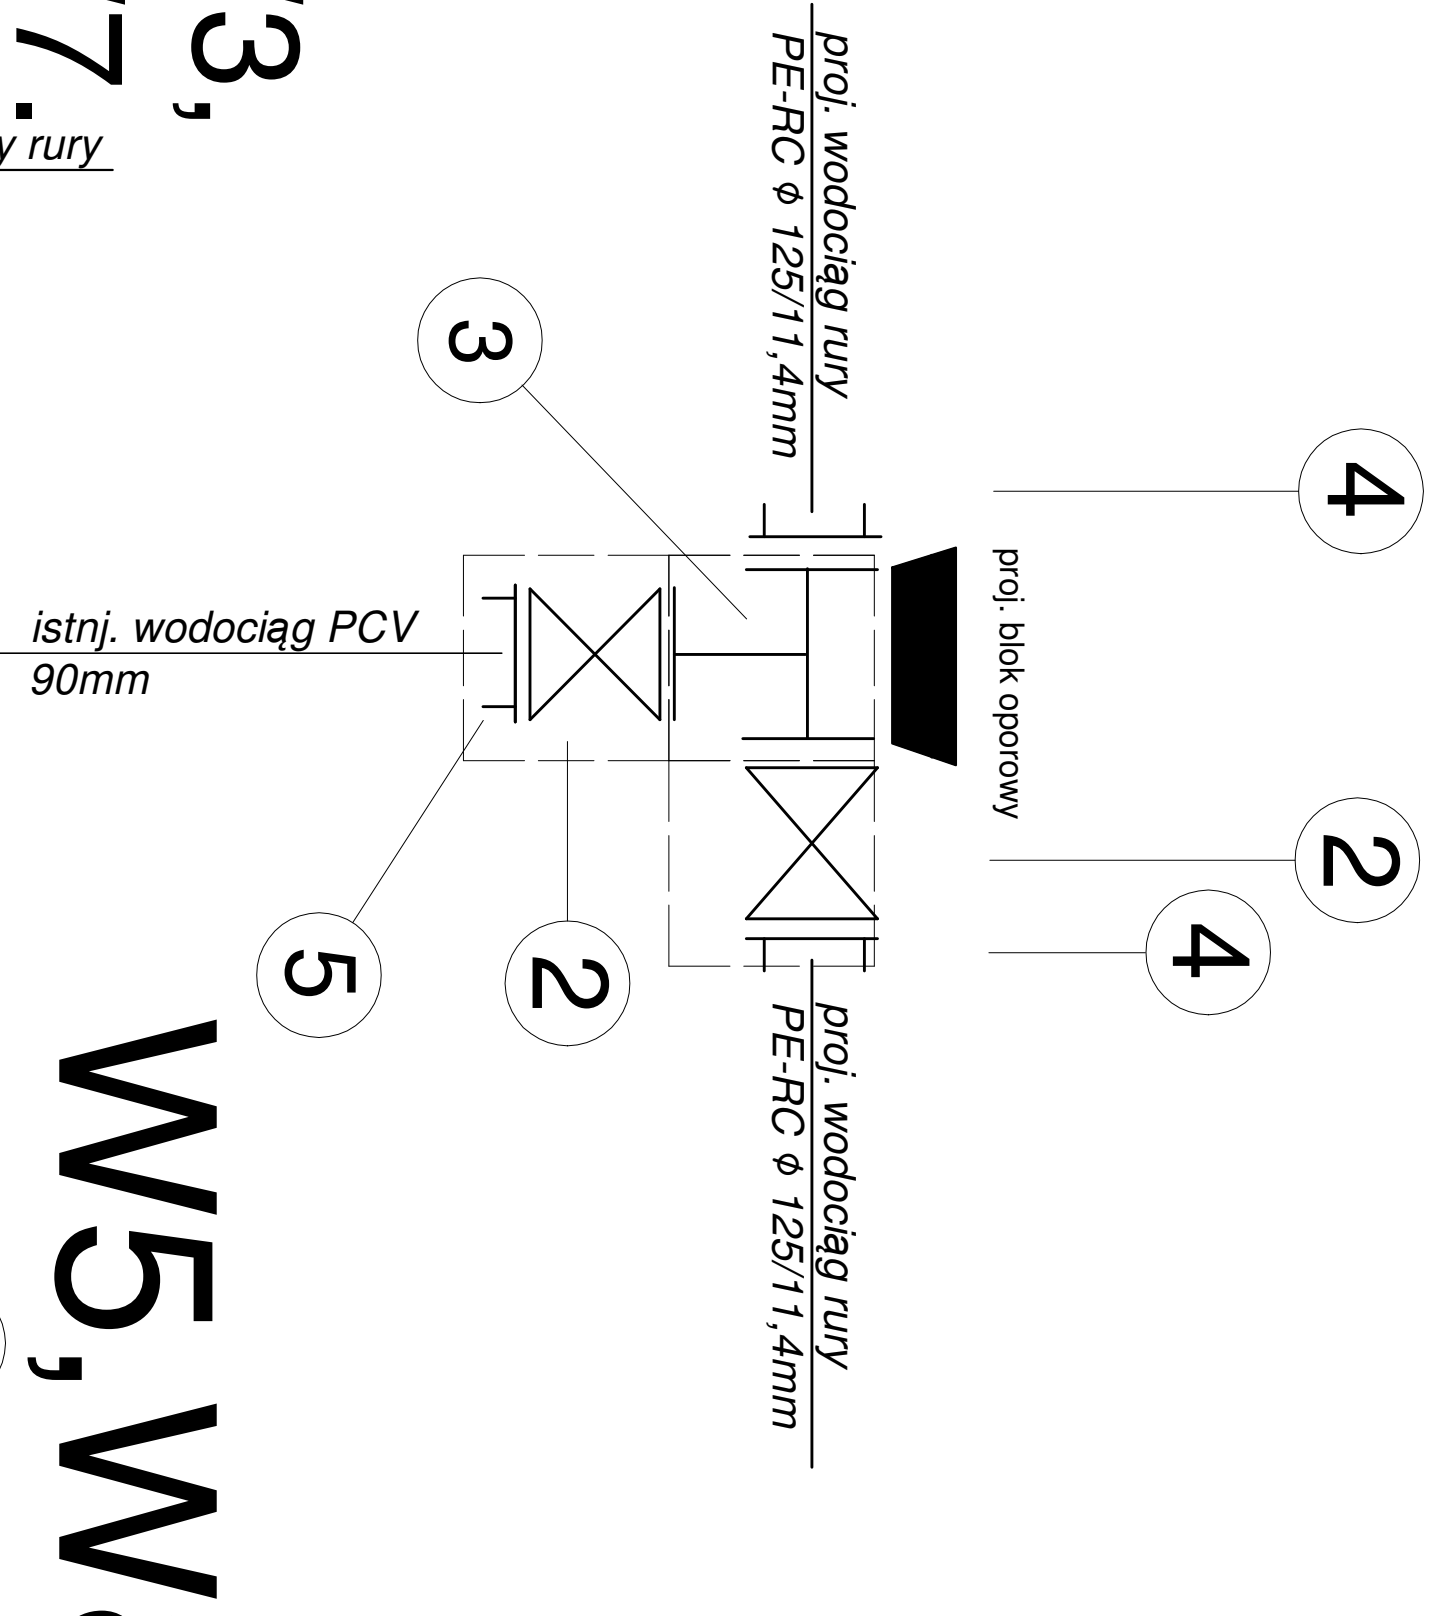 3,
7.
y rury
proj. wodociąg rury
PE-RC ϕ 125/11,4mm
3
4
proj. blok oporowy
istnj. wodociąg PCV
90mm
2
4
5
2
proj. wodociąg rury
PE-RC ϕ 125/11,4mm
W5, W